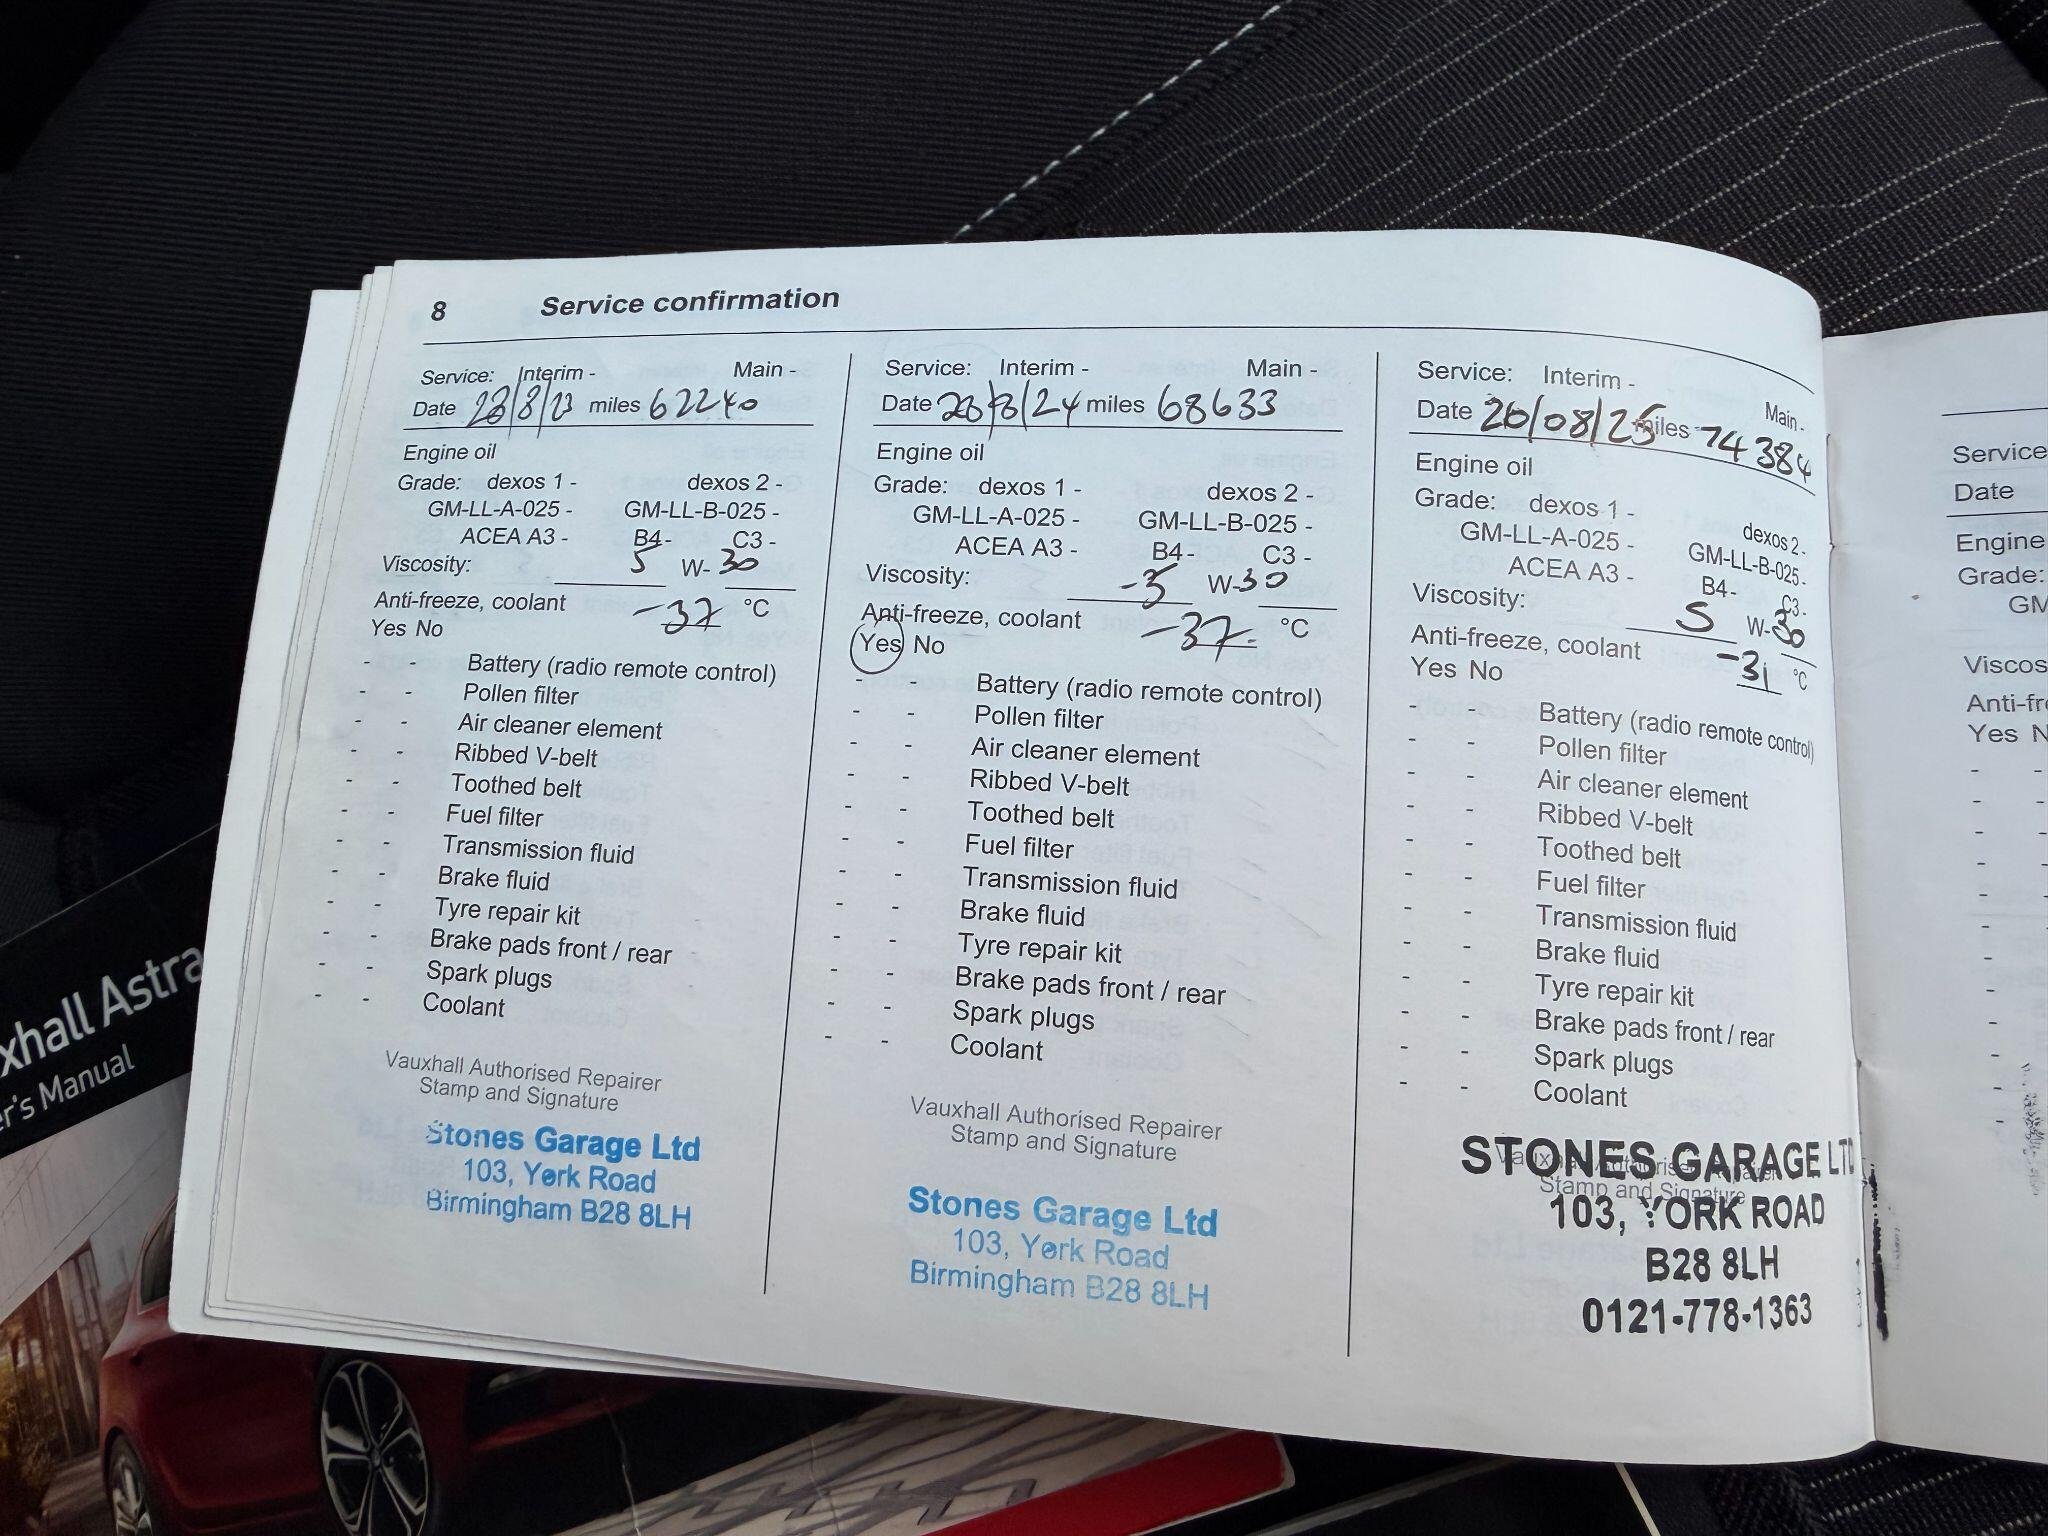 8 Service confirmation
Service: Interim - Main -
Date 28/8/23 miles 62240
Engine oil
Grade: dexos 1 - dexos 2 -
GM-LL-A-025 - GM-LL-B-025 -
ACEA A3 - B4 - C3 -
Viscosity: 5 W- 30
Anti-freeze, coolant -37 °C
Yes No
- - Battery (radio remote control)
- - Pollen filter
- - Air cleaner element
- - Ribbed V-belt
- - Toothed belt
- - Fuel filter
- - Transmission fluid
- - Brake fluid
- - Tyre repair kit
- - Brake pads front / rear
- - Spark plugs
- - Coolant
Vauxhall Authorised Repairer
Stamp and Signature
Stones Garage Ltd
103, York Road
Birmingham B28 8LH
Service: Interim - Main -
Date 28/8/24 miles 68633
Engine oil
Grade: dexos 1 - dexos 2 -
GM-LL-A-025 - GM-LL-B-025 -
ACEA A3 - B4 - C3 -
Viscosity: -5 W- 30
Anti-freeze, coolant -37 °C
Yes No
- - Battery (radio remote control)
- - Pollen filter
- - Air cleaner element
- - Ribbed V-belt
- - Toothed belt
- - Fuel filter
- - Transmission fluid
- - Brake fluid
- - Tyre repair kit
- - Brake pads front / rear
- - Spark plugs
- - Coolant
Vauxhall Authorised Repairer
Stamp and Signature
Stones Garage Ltd
103, York Road
Birmingham B28 8LH
Service: Interim - Main -
Date 20/08/25 miles 74384
Engine oil
Grade: dexos 1 - dexos 2 -
GM-LL-A-025 - GM-LL-B-025 -
ACEA A3 - B4 - C3 -
Viscosity: 5 W- 30
Anti-freeze, coolant -31 °C
Yes No
- - Battery (radio remote control)
- - Pollen filter
- - Air cleaner element
- - Ribbed V-belt
- - Toothed belt
- - Fuel filter
- - Transmission fluid
- - Brake fluid
- - Tyre repair kit
- - Brake pads front / rear
- - Spark plugs
- - Coolant
Vauxhall Authorised Repairer
Stamp and Signature
STONES GARAGE LTD
103, YORK ROAD
B28 8LH
0121-778-1363
Service
Date
Engine
Grade:
GM
Viscos
Anti-fr
Yes N
xhall Astra
er's Manual